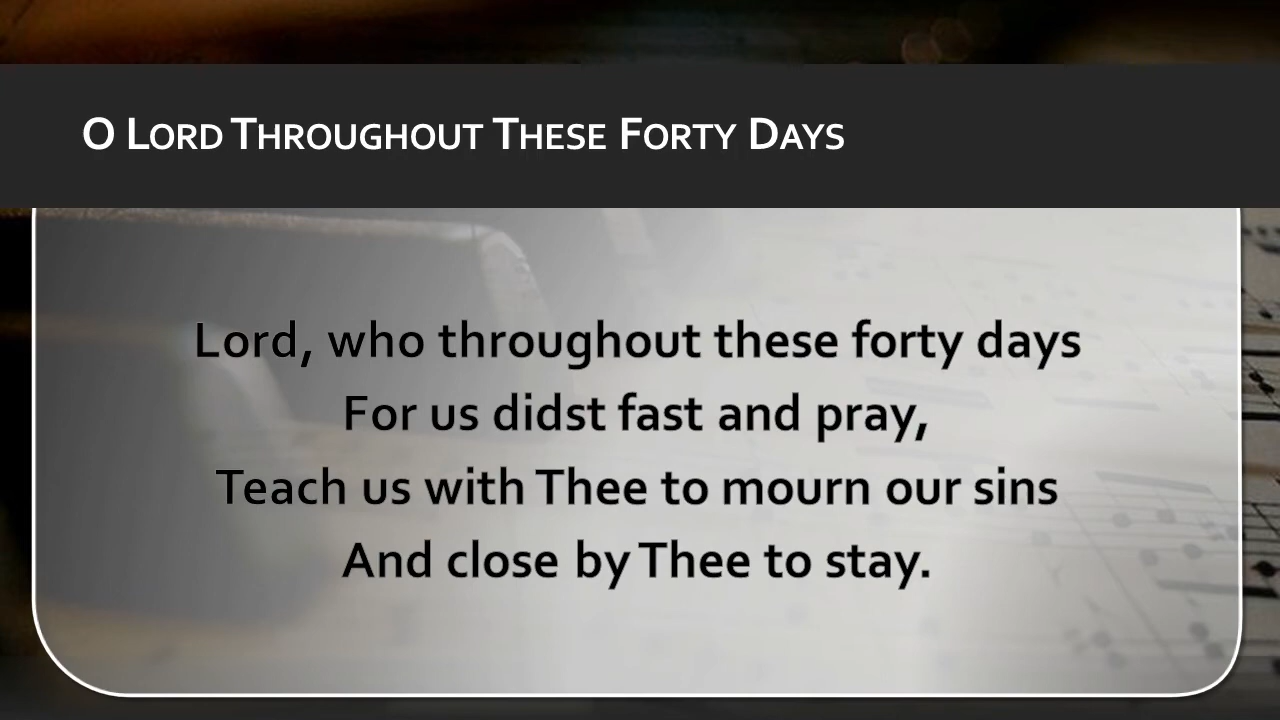 O Lord Throughout These Forty Days
Lord, who throughout these forty days
For us didst fast and pray,
Teach us with Thee to mourn our sins
And close by Thee to stay.